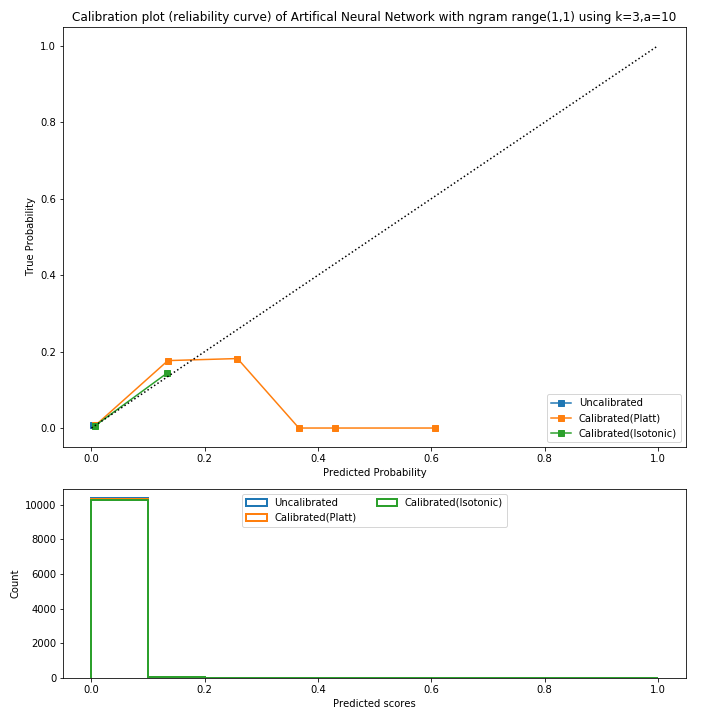 Calibration plot (reliability curve) of Artifical Neural Network with ngram range(1,1) using k=3,a=10
1.0
0.8
0.6
0.4
0.2
0.0
True Probability
Uncalibrated
Calibrated(Platt)
Calibrated(Isotonic)
0.0 0.2 0.4 0.6 0.8 1.0
Predicted Probability
Uncalibrated Calibrated(Isotonic)
Calibrated(Platt)
10000
8000
6000
4000
2000
0
Count
0.0 0.2 0.4 0.6 0.8 1.0
Predicted scores